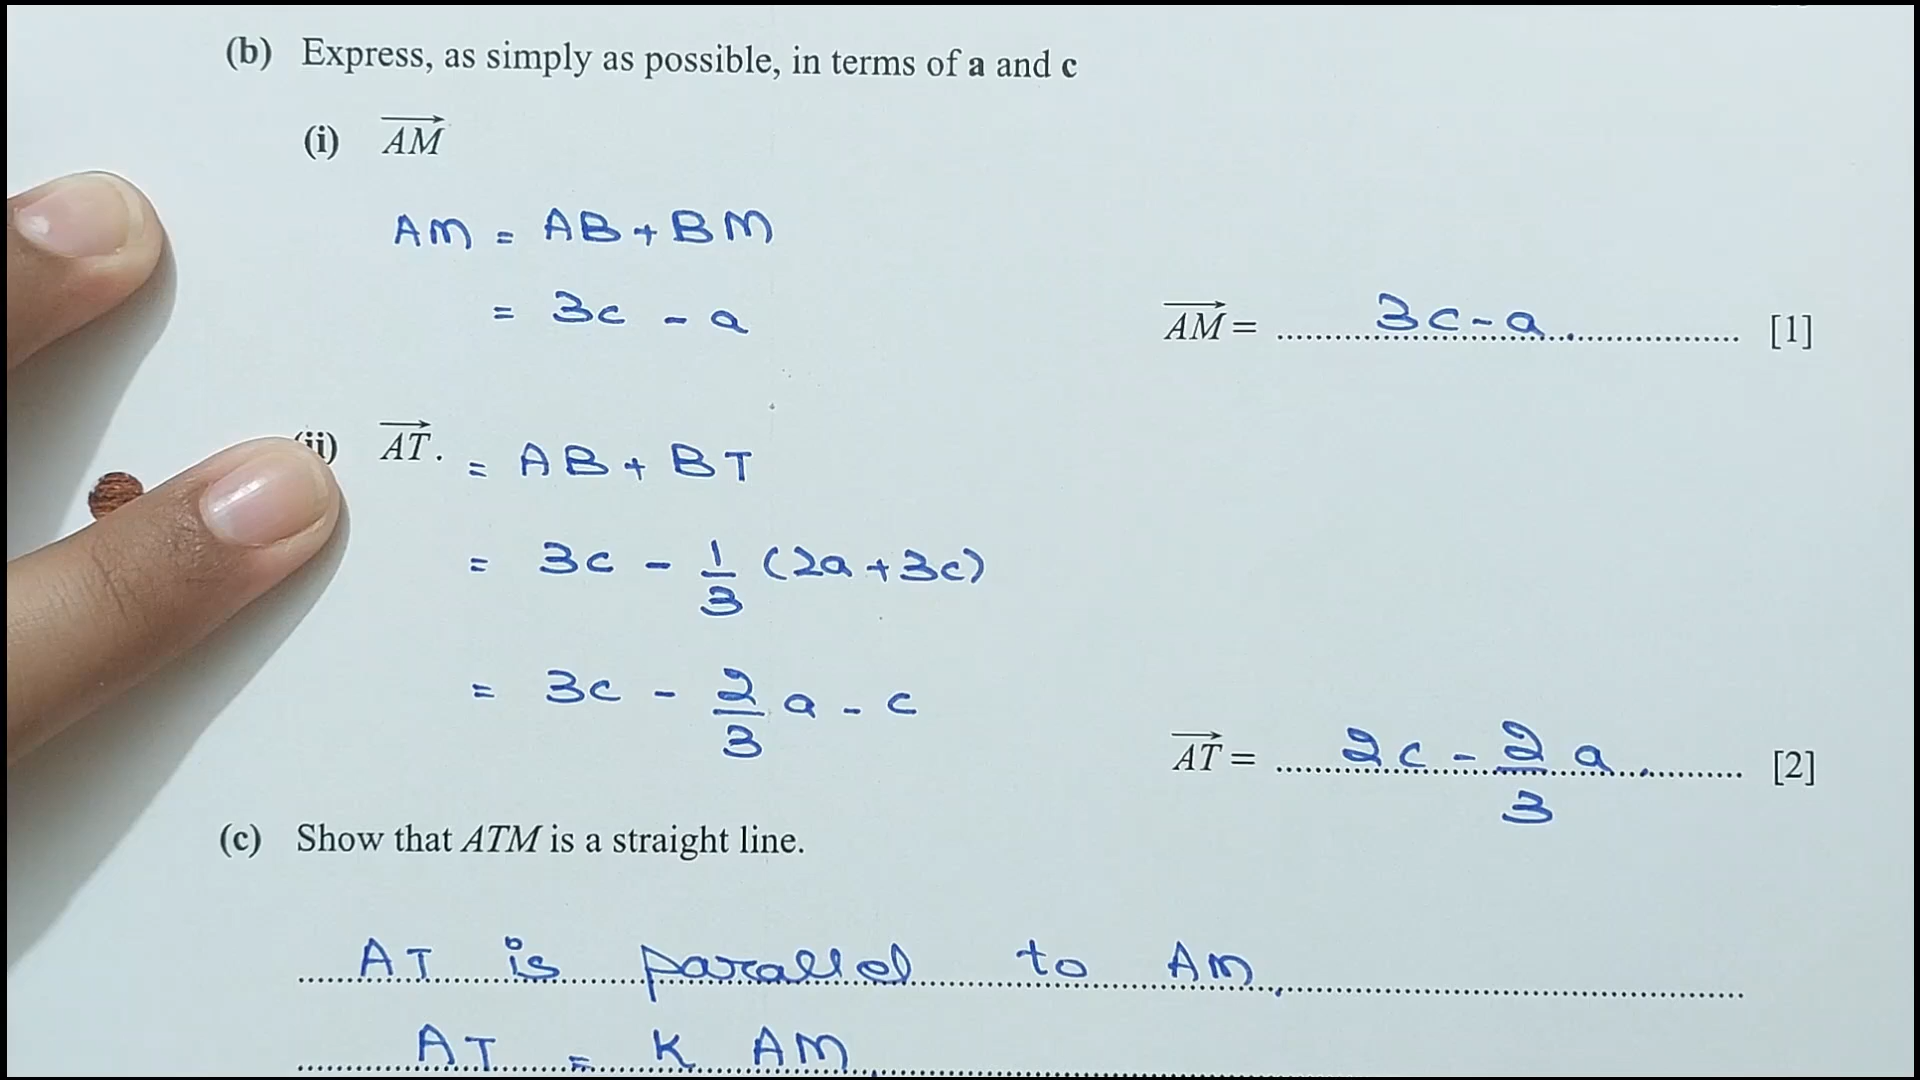 (b) Express, as simply as possible, in terms of a and c
(i) AM
AM = AB + BM
= 3c - a
AM = 3c - a. [1]
(ii) AT. = AB + BT
= 3c - 1/3 (2a + 3c)
= 3c - 2/3 a - c
AT = 2c - 2/3 a. [2]
(c) Show that ATM is a straight line.
AT is parallel to AM.
AT = K AM.